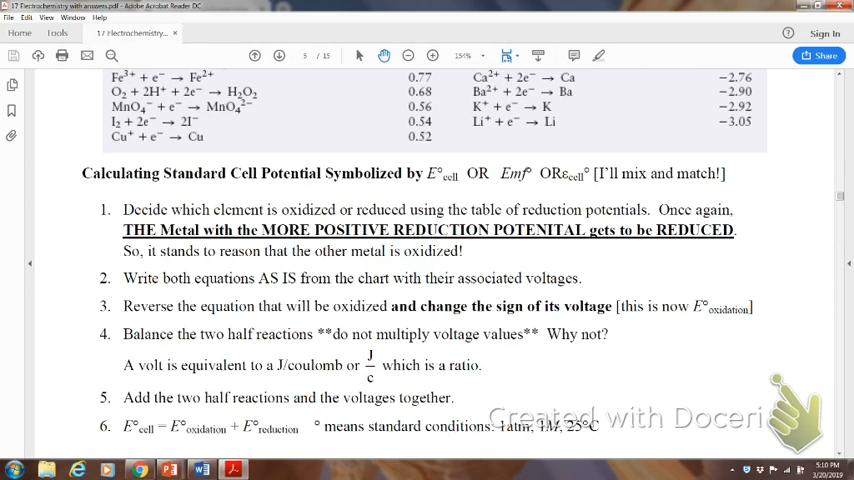 17 Electrochemistry with answers.pdf - Adobe Acrobat Reader DC
File Edit View Window Help
Home Tools 17 Electrochemistry... × Sign In
5 / 15 154% Share
Fe³⁺ + e⁻ → Fe²⁺ 0.77 Ca²⁺ + 2e⁻ → Ca −2.76
O₂ + 2H⁺ + 2e⁻ → H₂O₂ 0.68 Ba²⁺ + 2e⁻ → Ba −2.90
MnO₄⁻ + e⁻ → MnO₄²⁻ 0.56 K⁺ + e⁻ → K −2.92
I₂ + 2e⁻ → 2I⁻ 0.54 Li⁺ + e⁻ → Li −3.05
Cu⁺ + e⁻ → Cu 0.52
Calculating Standard Cell Potential Symbolized by E°cell OR Emf° ORεcell° [I'll mix and match!]
1. Decide which element is oxidized or reduced using the table of reduction potentials. Once again,
THE Metal with the MORE POSITIVE REDUCTION POTENITAL gets to be REDUCED.
So, it stands to reason that the other metal is oxidized!
2. Write both equations AS IS from the chart with their associated voltages.
3. Reverse the equation that will be oxidized and change the sign of its voltage [this is now E°oxidation]
4. Balance the two half reactions **do not multiply voltage values** Why not?
A volt is equivalent to a J/coulomb or J/c which is a ratio.
5. Add the two half reactions and the voltages together.
6. E°cell = E°oxidation + E°reduction ° means standard conditions: 1atm, 1M, 25°C
Created with Doceri
5:10 PM
3/20/2019